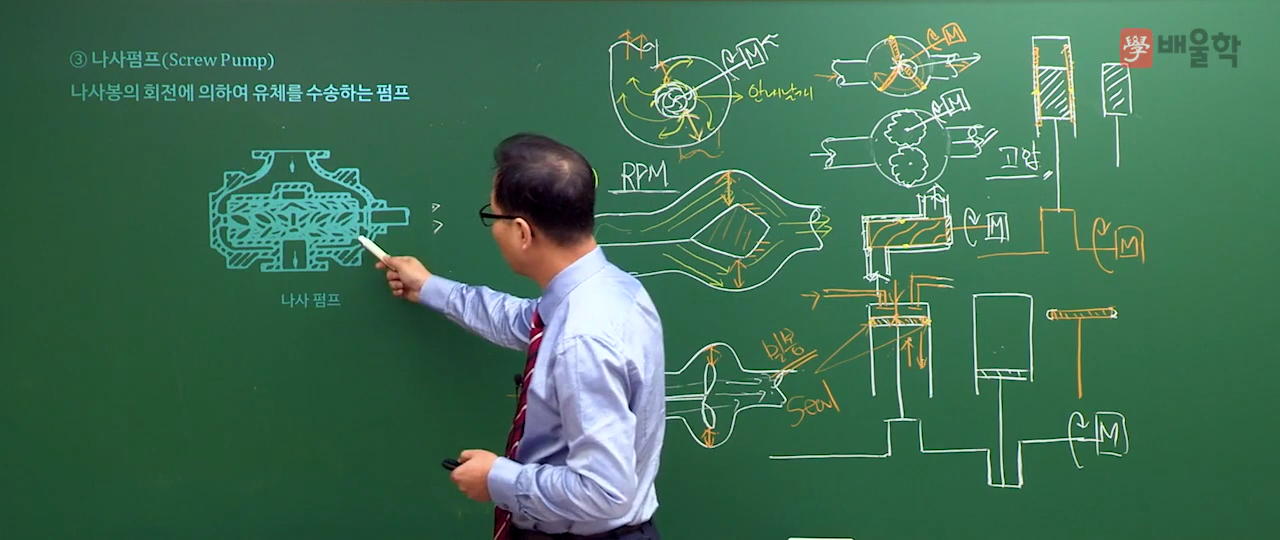 ③ 나사펌프(Screw Pump)
나사봉의 회전에 의하여 유체를 수송하는 펌프
나사 펌프
M
안내날개
RPM
M
M
고압
M
M
밀봉
Seal
M
學 배울학